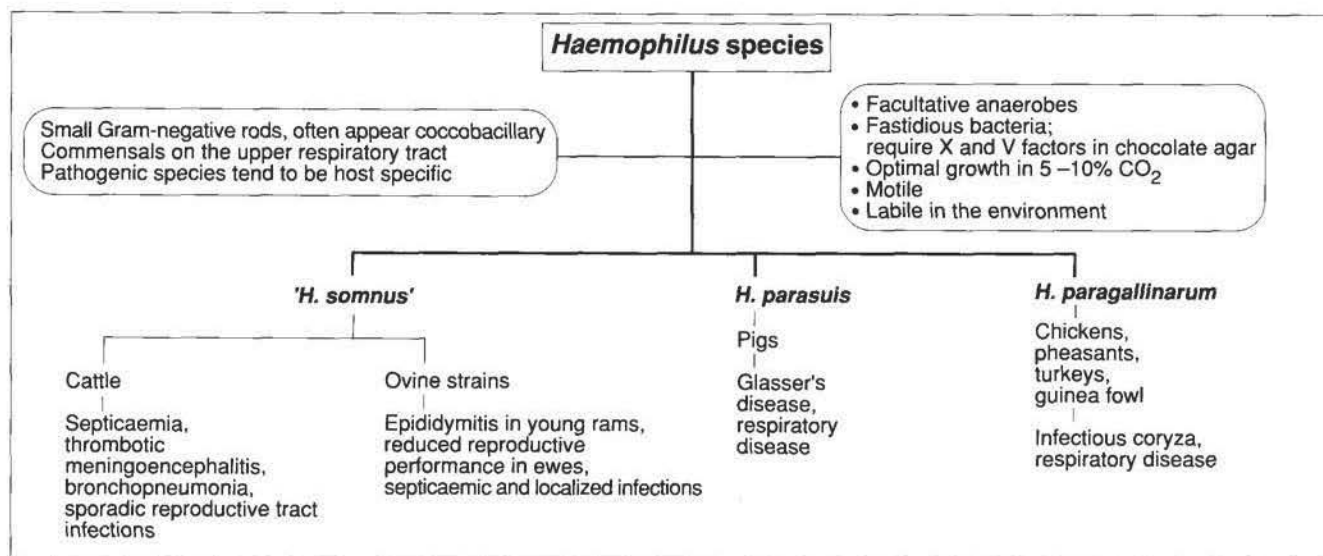 Haemophilus species
Small Gram-negative rods, often appear coccobacillary
Commensals on the upper respiratory tract
Pathogenic species tend to be host specific
• Facultative anaerobes
• Fastidious bacteria;
require X and V factors in chocolate agar
• Optimal growth in 5 –10% CO₂
• Motile
• Labile in the environment
'H. somnus'
Cattle
Septicaemia,
thrombotic
meningoencephalitis,
bronchopneumonia,
sporadic reproductive tract
infections
Ovine strains
Epididymitis in young rams,
reduced reproductive
performance in ewes,
septicaemic and localized infections
H. parasuis
Pigs
Glasser's
disease,
respiratory
disease
H. paragallinarum
Chickens,
pheasants,
turkeys,
guinea fowl
Infectious coryza,
respiratory disease